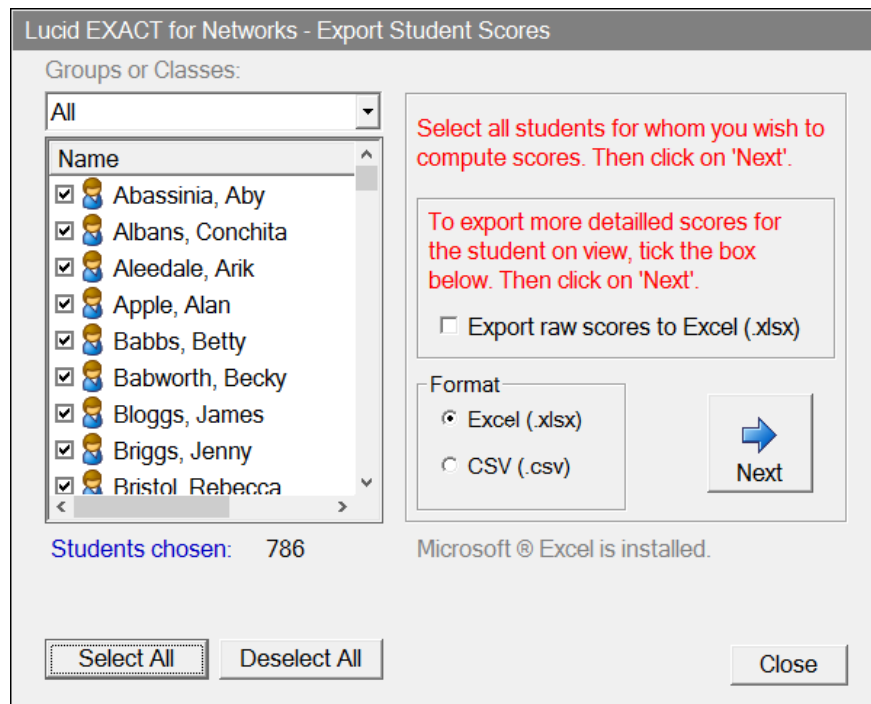 Lucid EXACT for Networks - Export Student Scores
Groups or Classes:
All
Name
Abassinia, Aby
Albans, Conchita
Aleedale, Arik
Apple, Alan
Babbs, Betty
Babworth, Becky
Bloggs, James
Briggs, Jenny
Bristol, Rebecca
Students chosen: 786
Select All
Deselect All
Select all students for whom you wish to
compute scores. Then click on 'Next'.
To export more detailled scores for
the student on view, tick the box
below. Then click on 'Next'.
Export raw scores to Excel (.xlsx)
Format
Excel (.xlsx)
CSV (.csv)
Next
Microsoft ® Excel is installed.
Close